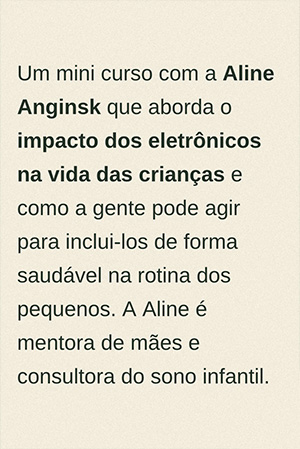 Um mini curso com a Aline
Anginsk que aborda o
impacto dos eletrônicos
na vida das crianças e
como a gente pode agir
para inclui-los de forma
saudável na rotina dos
pequenos. A Aline é
mentora de mães e
consultora do sono infantil.